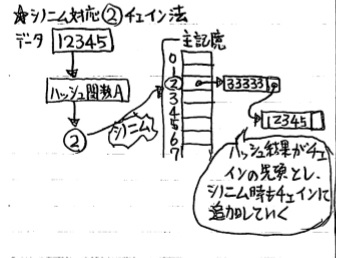 ☆シノニム対応②チェイン法
データ 12345
主記憶
ハッシュ関数A
0
1
②
3
4
5
6
7
33333
12345
②
シノニム
ハッシュ結果がチェ
インの先頭とし、
シノニム時もチェインに
追加していく